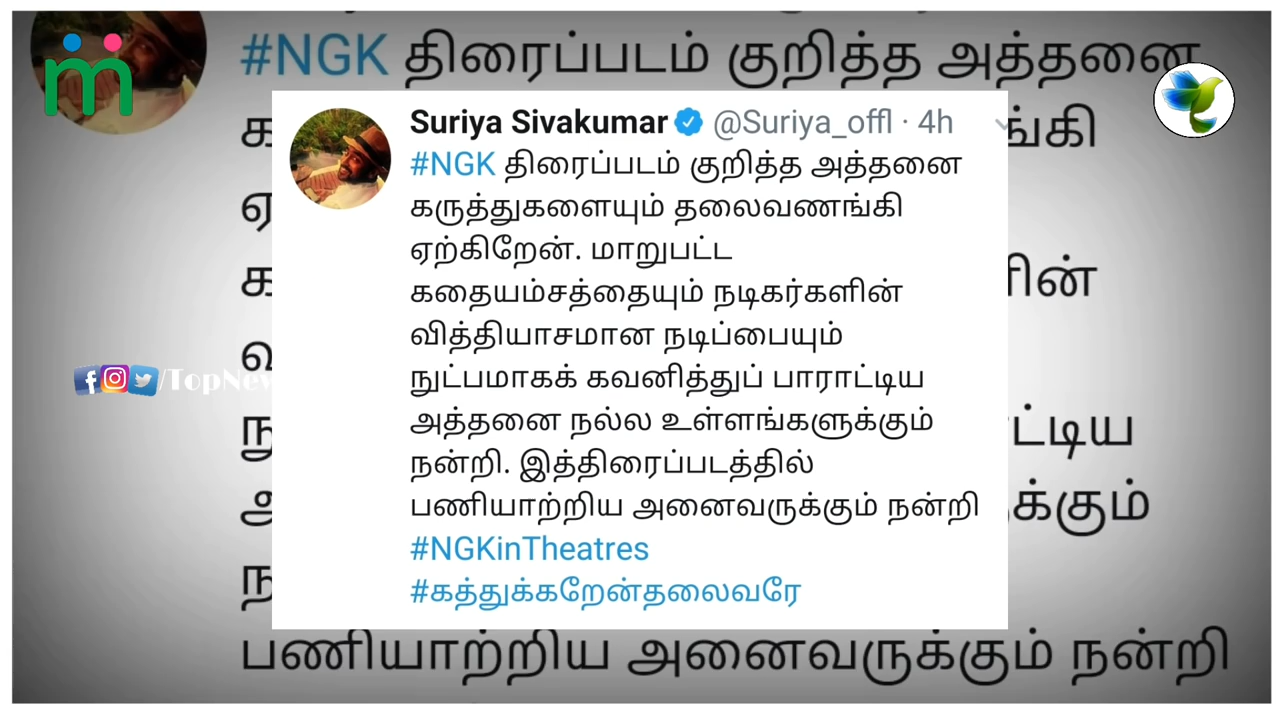 #NGK திரைப்படம் குறித்த அத்தனை
Suriya Sivakumar @Suriya_offl · 4h
#NGK திரைப்படம் குறித்த அத்தனை
கருத்துகளையும் தலைவணங்கி
ஏற்கிறேன். மாறுபட்ட
கதையம்சத்தையும் நடிகர்களின்
வித்தியாசமான நடிப்பையும்
நுட்பமாகக் கவனித்துப் பாராட்டிய
அத்தனை நல்ல உள்ளங்களுக்கும்
நன்றி. இத்திரைப்படத்தில்
பணியாற்றிய அனைவருக்கும் நன்றி
#NGKinTheatres
#கத்துக்கறேன்தலைவரே
பணியாற்றிய அனைவருக்கும் நன்றி